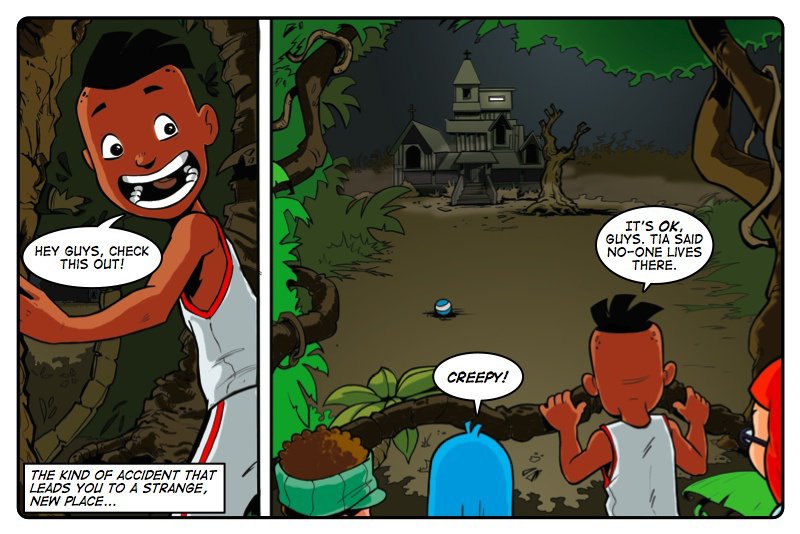 HEY GUYS, CHECK
THIS OUT!
THE KIND OF ACCIDENT THAT
LEADS YOU TO A STRANGE,
NEW PLACE...
IT'S OK,
GUYS. TIA SAID
NO-ONE LIVES
THERE.
CREEPY!